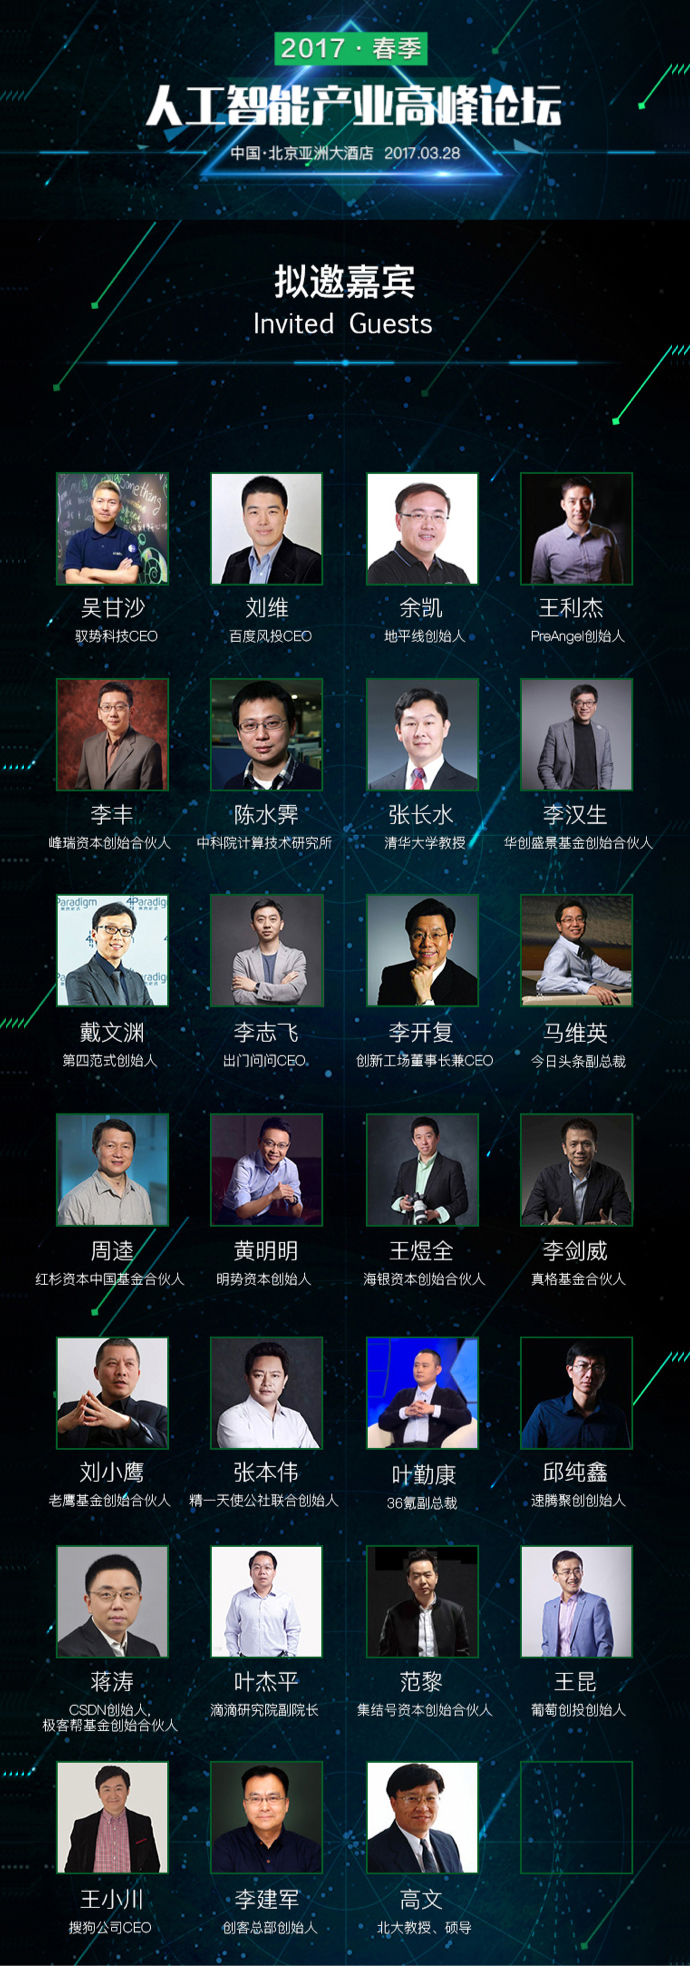 2017 · 春季
人工智能产业高峰论坛
中国·北京亚洲大酒店 2017.03.28
拟邀嘉宾
Invited Guests
Something
吴甘沙 刘维 余凯 王利杰
驭势科技CEO 百度风投CEO 地平线创始人 PreAngel创始人
李丰 陈水霁 张长水 李汉生
峰瑞资本创始合伙人 中科院计算技术研究所 清华大学教授 华创盛景基金创始合伙人
4Paradigm 4Paradigm
戴文渊 李志飞 李开复 马维英
第四范式创始人 出门问问CEO 创新工场董事长兼CEO 今日头条副总裁
周逵 黄明明 王煜全 李剑威
红杉资本中国基金合伙人 明势资本创始人 海银资本创始合伙人 真格基金合伙人
刘小鹰 张本伟 叶勤康 邱纯鑫
老鹰基金创始合伙人 精一天使公社联合创始人 36氪副总裁 速腾聚创创始人
蒋涛 叶杰平 范黎 王昆
CSDN创始人, 滴滴研究院副院长 集结号资本创始合伙人 葡萄创投创始人
极客帮基金创始合伙人
王小川 李建军 高文
搜狗公司CEO 创客总部创始人 北大教授、硕导